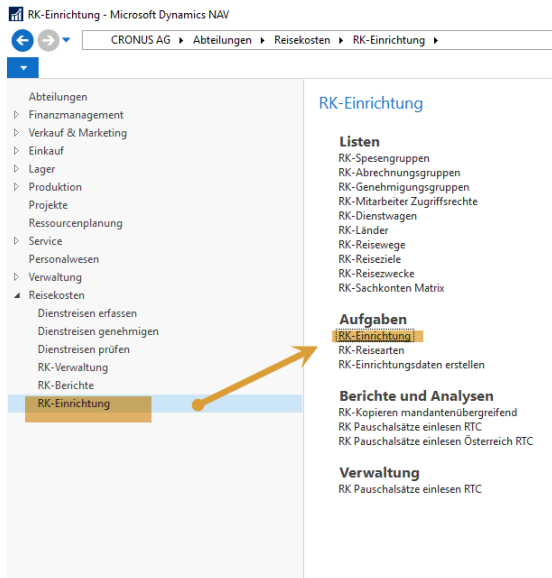 RK-Einrichtung - Microsoft Dynamics NAV
CRONUS AG Abteilungen Reisekosten RK-Einrichtung
Abteilungen
Finanzmanagement
Verkauf & Marketing
Einkauf
Lager
Produktion
Projekte
Ressourcenplanung
Service
Personalwesen
Verwaltung
Reisekosten
Dienstreisen erfassen
Dienstreisen genehmigen
Dienstreisen prüfen
RK-Verwaltung
RK-Berichte
RK-Einrichtung
RK-Einrichtung
Listen
RK-Spesengruppen
RK-Abrechnungsgruppen
RK-Genehmigungsgruppen
RK-Mitarbeiter Zugriffsrechte
RK-Dienstwagen
RK-Länder
RK-Reisewege
RK-Reiseziele
RK-Reisezwecke
RK-Sachkonten Matrix
Aufgaben
RK-Einrichtung
RK-Reisearten
RK-Einrichtungsdaten erstellen
Berichte und Analysen
RK-Kopieren mandantenübergreifend
RK Pauschalsätze einlesen RTC
RK Pauschalsätze einlesen Österreich RTC
Verwaltung
RK Pauschalsätze einlesen RTC